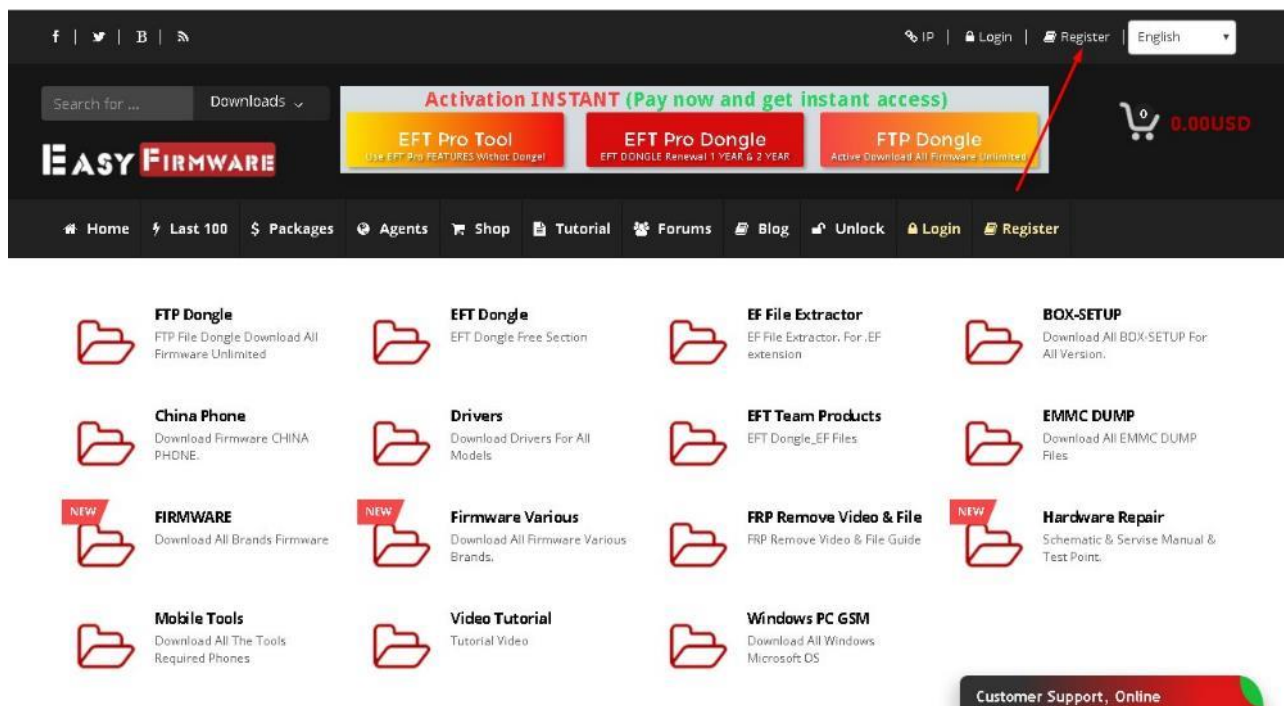 f | | B |
IP | Login | Register | English
Search for ... Downloads
Activation INSTANT (Pay now and get instant access)
EFT Pro Tool
Use EFT Pro FEATURES Withot Dongel
EFT Pro Dongle
EFT DONGLE Renewal 1 YEAR & 2 YEAR
FTP Dongle
Active Download All Firmware Unlimited
0
0.00USD
EASY FIRMWARE
Home Last 100 $ Packages Agents Shop Tutorial Forums Blog Unlock Login Register
FTP Dongle
FTP File Dongle Download All
Firmware Unlimited
EFT Dongle
EFT Dongle Free Section
EF File Extractor
EF File Extractor. For .EF
extension
BOX-SETUP
Download All BOX-SETUP For
All Version.
China Phone
Download Firmware CHINA
PHONE.
Drivers
Download Drivers For All
Models
EFT Team Products
EFT Dongle_EF Files
EMMC DUMP
Download All EMMC DUMP
Files
NEW
FIRMWARE
Download All Brands Firmware
NEW
Firmware Various
Download All Firmware Various
Brands.
FRP Remove Video & File
FRP Remove Video & File Guide
NEW
Hardware Repair
Schematic & Servise Manual &
Test Point.
Mobile Tools
Download All The Tools
Required Phones
Video Tutorial
Tutorial Video
Windows PC GSM
Download All Windows
Microsoft OS
Customer Support, Online